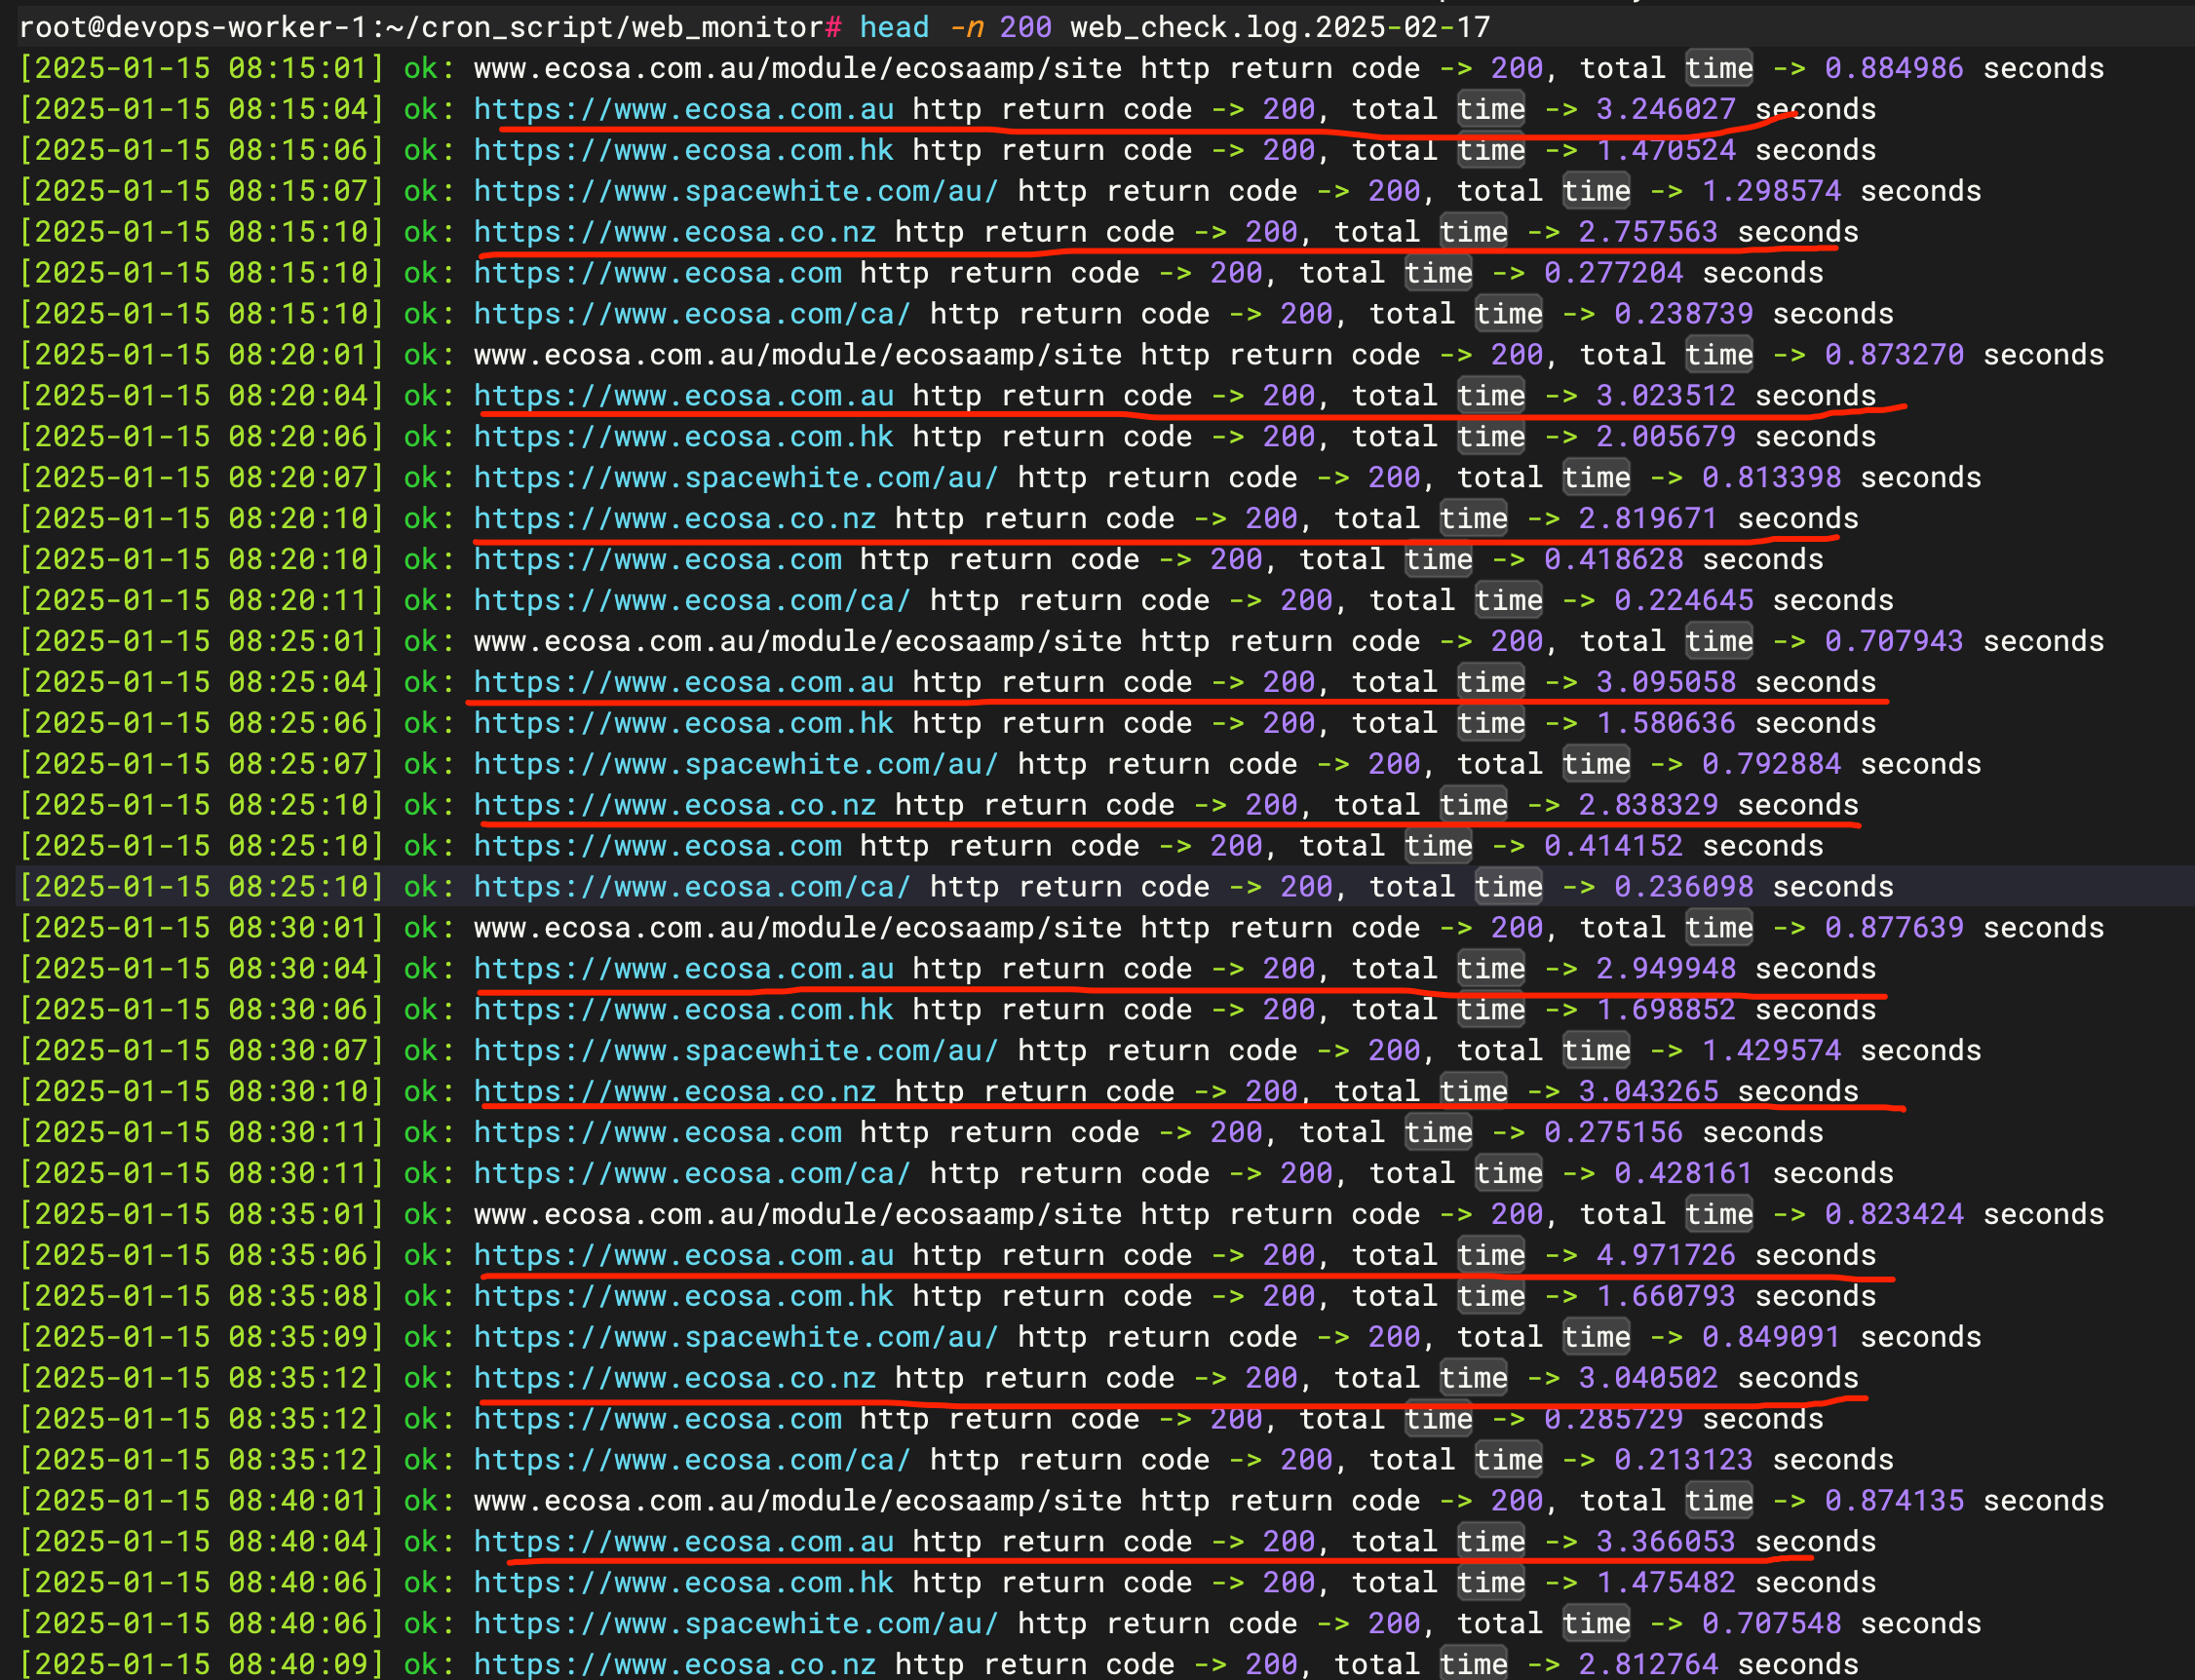 root@devops-worker-1:~/cron_script/web_monitor# head -n 200 web_check.log.2025-02-17
[2025-01-15 08:15:01] ok: www.ecosa.com.au/module/ecosaamp/site http return code -> 200, total time -> 0.884986 seconds
[2025-01-15 08:15:04] ok: https://www.ecosa.com.au http return code -> 200, total time -> 3.246027 seconds
[2025-01-15 08:15:06] ok: https://www.ecosa.com.hk http return code -> 200, total time -> 1.470524 seconds
[2025-01-15 08:15:07] ok: https://www.spacewhite.com/au/ http return code -> 200, total time -> 1.298574 seconds
[2025-01-15 08:15:10] ok: https://www.ecosa.co.nz http return code -> 200, total time -> 2.757563 seconds
[2025-01-15 08:15:10] ok: https://www.ecosa.com http return code -> 200, total time -> 0.277204 seconds
[2025-01-15 08:15:10] ok: https://www.ecosa.com/ca/ http return code -> 200, total time -> 0.238739 seconds
[2025-01-15 08:20:01] ok: www.ecosa.com.au/module/ecosaamp/site http return code -> 200, total time -> 0.873270 seconds
[2025-01-15 08:20:04] ok: https://www.ecosa.com.au http return code -> 200, total time -> 3.023512 seconds
[2025-01-15 08:20:06] ok: https://www.ecosa.com.hk http return code -> 200, total time -> 2.005679 seconds
[2025-01-15 08:20:07] ok: https://www.spacewhite.com/au/ http return code -> 200, total time -> 0.813398 seconds
[2025-01-15 08:20:10] ok: https://www.ecosa.co.nz http return code -> 200, total time -> 2.819671 seconds
[2025-01-15 08:20:10] ok: https://www.ecosa.com http return code -> 200, total time -> 0.418628 seconds
[2025-01-15 08:20:11] ok: https://www.ecosa.com/ca/ http return code -> 200, total time -> 0.224645 seconds
[2025-01-15 08:25:01] ok: www.ecosa.com.au/module/ecosaamp/site http return code -> 200, total time -> 0.707943 seconds
[2025-01-15 08:25:04] ok: https://www.ecosa.com.au http return code -> 200, total time -> 3.095058 seconds
[2025-01-15 08:25:06] ok: https://www.ecosa.com.hk http return code -> 200, total time -> 1.580636 seconds
[2025-01-15 08:25:07] ok: https://www.spacewhite.com/au/ http return code -> 200, total time -> 0.792884 seconds
[2025-01-15 08:25:10] ok: https://www.ecosa.co.nz http return code -> 200, total time -> 2.838329 seconds
[2025-01-15 08:25:10] ok: https://www.ecosa.com http return code -> 200, total time -> 0.414152 seconds
[2025-01-15 08:25:10] ok: https://www.ecosa.com/ca/ http return code -> 200, total time -> 0.236098 seconds
[2025-01-15 08:30:01] ok: www.ecosa.com.au/module/ecosaamp/site http return code -> 200, total time -> 0.877639 seconds
[2025-01-15 08:30:04] ok: https://www.ecosa.com.au http return code -> 200, total time -> 2.949948 seconds
[2025-01-15 08:30:06] ok: https://www.ecosa.com.hk http return code -> 200, total time -> 1.698852 seconds
[2025-01-15 08:30:07] ok: https://www.spacewhite.com/au/ http return code -> 200, total time -> 1.429574 seconds
[2025-01-15 08:30:10] ok: https://www.ecosa.co.nz http return code -> 200, total time -> 3.043265 seconds
[2025-01-15 08:30:11] ok: https://www.ecosa.com http return code -> 200, total time -> 0.275156 seconds
[2025-01-15 08:30:11] ok: https://www.ecosa.com/ca/ http return code -> 200, total time -> 0.428161 seconds
[2025-01-15 08:35:01] ok: www.ecosa.com.au/module/ecosaamp/site http return code -> 200, total time -> 0.823424 seconds
[2025-01-15 08:35:06] ok: https://www.ecosa.com.au http return code -> 200, total time -> 4.971726 seconds
[2025-01-15 08:35:08] ok: https://www.ecosa.com.hk http return code -> 200, total time -> 1.660793 seconds
[2025-01-15 08:35:09] ok: https://www.spacewhite.com/au/ http return code -> 200, total time -> 0.849091 seconds
[2025-01-15 08:35:12] ok: https://www.ecosa.co.nz http return code -> 200, total time -> 3.040502 seconds
[2025-01-15 08:35:12] ok: https://www.ecosa.com http return code -> 200, total time -> 0.285729 seconds
[2025-01-15 08:35:12] ok: https://www.ecosa.com/ca/ http return code -> 200, total time -> 0.213123 seconds
[2025-01-15 08:40:01] ok: www.ecosa.com.au/module/ecosaamp/site http return code -> 200, total time -> 0.874135 seconds
[2025-01-15 08:40:04] ok: https://www.ecosa.com.au http return code -> 200, total time -> 3.366053 seconds
[2025-01-15 08:40:06] ok: https://www.ecosa.com.hk http return code -> 200, total time -> 1.475482 seconds
[2025-01-15 08:40:06] ok: https://www.spacewhite.com/au/ http return code -> 200, total time -> 0.707548 seconds
[2025-01-15 08:40:09] ok: https://www.ecosa.co.nz http return code -> 200, total time -> 2.812764 seconds